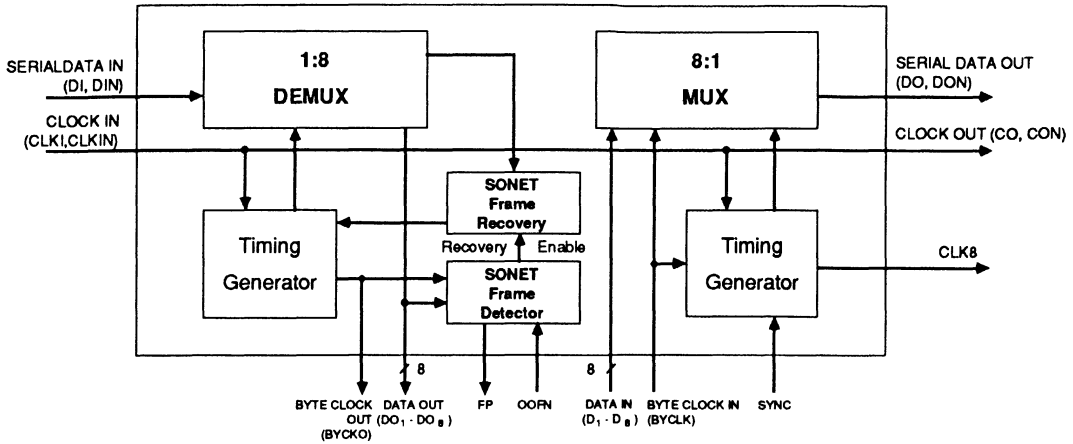 1:8
DEMUX
8:1
MUX
SERIALDATA IN
(DI, DIN)
SERIAL DATA OUT
(DO, DON)
CLOCK IN
(CLKI,CLKIN)
CLOCK OUT (CO, CON)
SONET
Frame
Recovery
Timing
Generator
Recovery Enable
SONET
Frame
Detector
Timing
Generator
CLK8
8
8
BYTE CLOCK
OUT
(BYCKO)
DATA OUT
(DO1 - DO8)
FP
OOFN
DATA IN
(D1 - D8)
BYTE CLOCK IN
(BYCLK)
SYNC